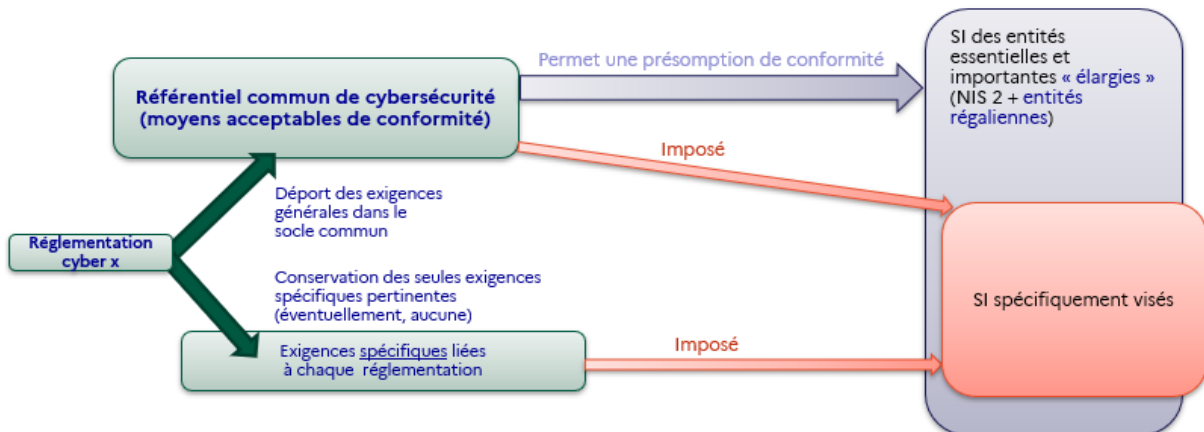 Permet une présomption de conformité
SI des entités
essentielles et
importantes « élargies »
(NIS 2 + entités
régaliennes)
Référentiel commun de cybersécurité
(moyens acceptables de conformité)
Imposé
Déport des exigences
générales dans le
socle commun
Réglementation
cyber x
Conservation des seules exigences
spécifiques pertinentes
(éventuellement, aucune)
SI spécifiquement visés
Exigences spécifiques liées
à chaque réglementation
Imposé